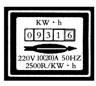 KW · h
09316
220V 10(20)A 50HZ
2500R/KW · h